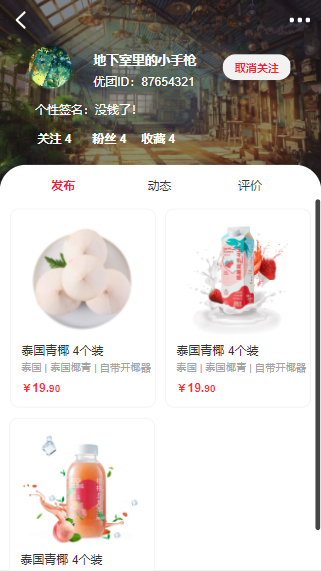 地下室里的小手枪
优团ID：87654321
取消关注
个性签名：没钱了！
关注 4 粉丝 4 收藏 4
发布 动态 评价
泰国青椰 4个装
泰国 | 泰国椰青 | 自带开椰器
￥19.90
泰国青椰 4个装
泰国 | 泰国椰青 | 自带开椰器
￥19.90
泰国青椰 4个装